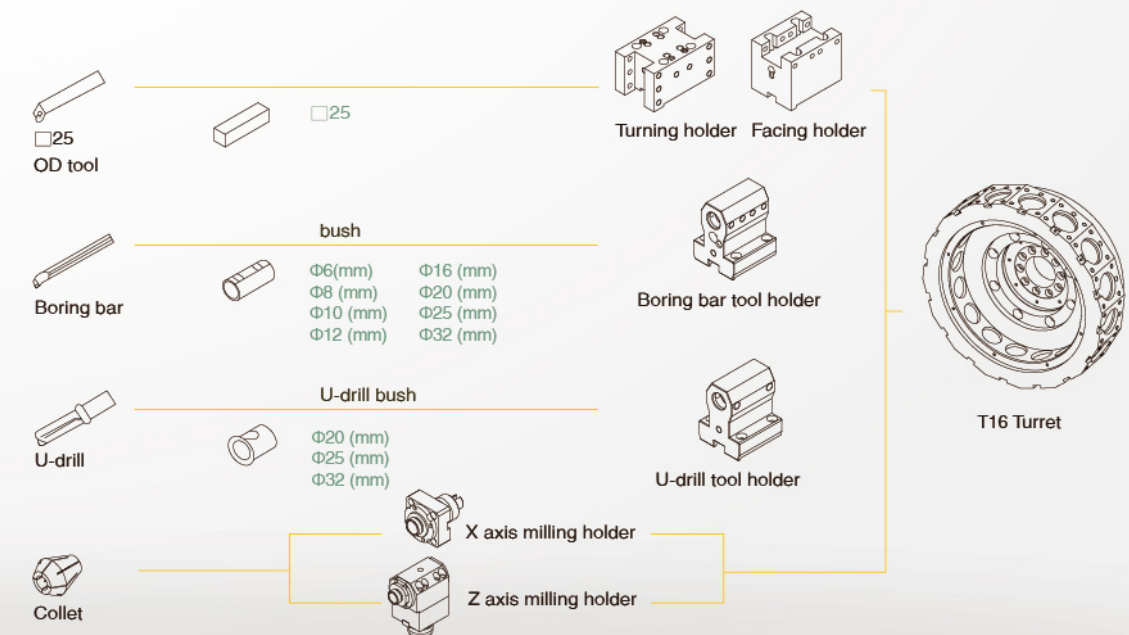 □25
OD tool
□25
Turning holder
Facing holder
bush
Boring bar
Φ6(mm)
Φ8 (mm)
Φ10 (mm)
Φ12 (mm)
Φ16 (mm)
Φ20 (mm)
Φ25 (mm)
Φ32 (mm)
Boring bar tool holder
U-drill bush
U-drill
Φ20 (mm)
Φ25 (mm)
Φ32 (mm)
U-drill tool holder
T16 Turret
Collet
X axis milling holder
Z axis milling holder